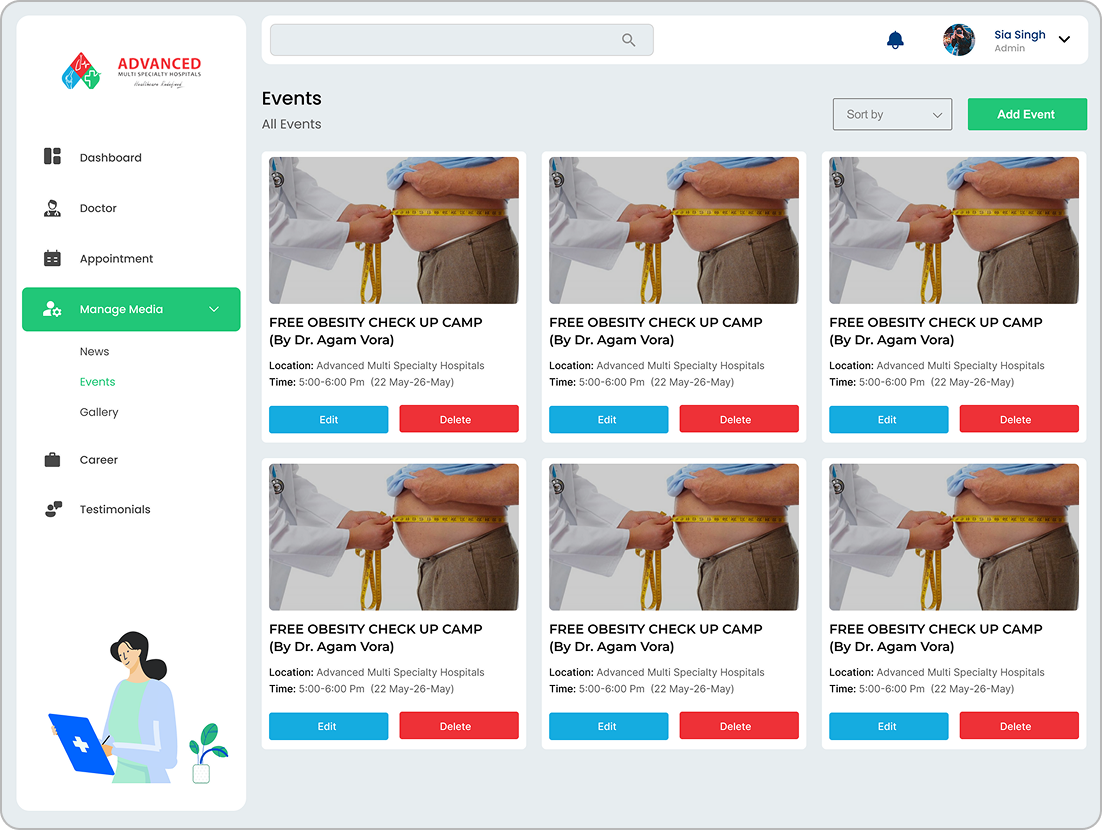 ADVANCED
MULTI SPECIALTY HOSPITALS
Sia Singh
Admin
Dashboard
Doctor
Appointment
Manage Media
News
Events
Gallery
Career
Testimonials
Events
All Events
Sort by
Add Event
FREE OBESITY CHECK UP CAMP
(By Dr. Agam Vora)
Location: Advanced Multi Specialty Hospitals
Time: 5:00-6:00 Pm (22 May-26-May)
Edit
Delete
FREE OBESITY CHECK UP CAMP
(By Dr. Agam Vora)
Location: Advanced Multi Specialty Hospitals
Time: 5:00-6:00 Pm (22 May-26-May)
Edit
Delete
FREE OBESITY CHECK UP CAMP
(By Dr. Agam Vora)
Location: Advanced Multi Specialty Hospitals
Time: 5:00-6:00 Pm (22 May-26-May)
Edit
Delete
FREE OBESITY CHECK UP CAMP
(By Dr. Agam Vora)
Location: Advanced Multi Specialty Hospitals
Time: 5:00-6:00 Pm (22 May-26-May)
Edit
Delete
FREE OBESITY CHECK UP CAMP
(By Dr. Agam Vora)
Location: Advanced Multi Specialty Hospitals
Time: 5:00-6:00 Pm (22 May-26-May)
Edit
Delete
FREE OBESITY CHECK UP CAMP
(By Dr. Agam Vora)
Location: Advanced Multi Specialty Hospitals
Time: 5:00-6:00 Pm (22 May-26-May)
Edit
Delete